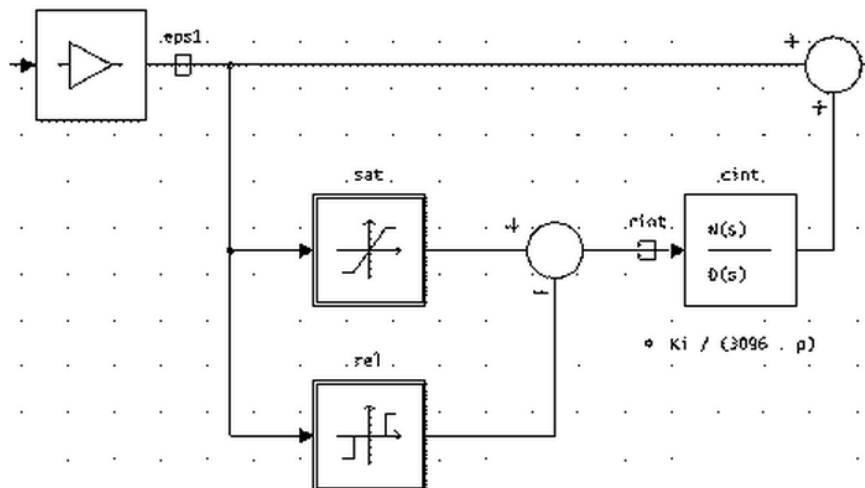 eps1
+
+
sat
cint
+
rint
N(s)
D(s)
-
Ki / (3096 . p)
rel